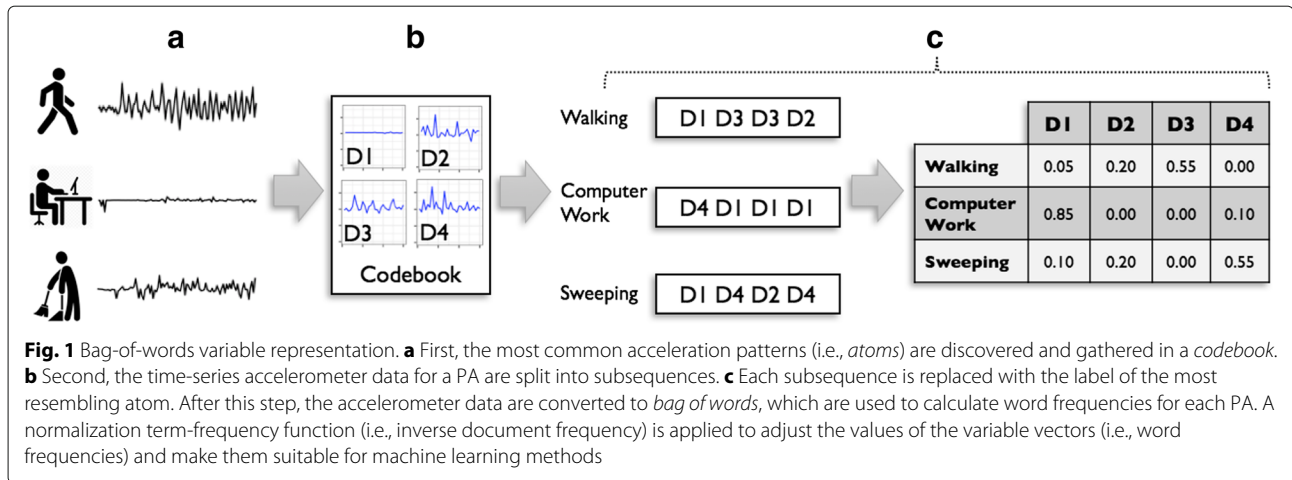 a
b
c
D1
D2
D3
D4
Codebook
Walking
D1 D3 D3 D2
Computer
Work
D4 D1 D1 D1
Sweeping
D1 D4 D2 D4
D1 D2 D3 D4
Walking 0.05 0.20 0.55 0.00
Computer
Work 0.85 0.00 0.00 0.10
Sweeping 0.10 0.20 0.00 0.55
Fig. 1 Bag-of-words variable representation. a First, the most common acceleration patterns (i.e., atoms) are discovered and gathered in a codebook.
b Second, the time-series accelerometer data for a PA are split into subsequences. c Each subsequence is replaced with the label of the most
resembling atom. After this step, the accelerometer data are converted to bag of words, which are used to calculate word frequencies for each PA. A
normalization term-frequency function (i.e., inverse document frequency) is applied to adjust the values of the variable vectors (i.e., word
frequencies) and make them suitable for machine learning methods